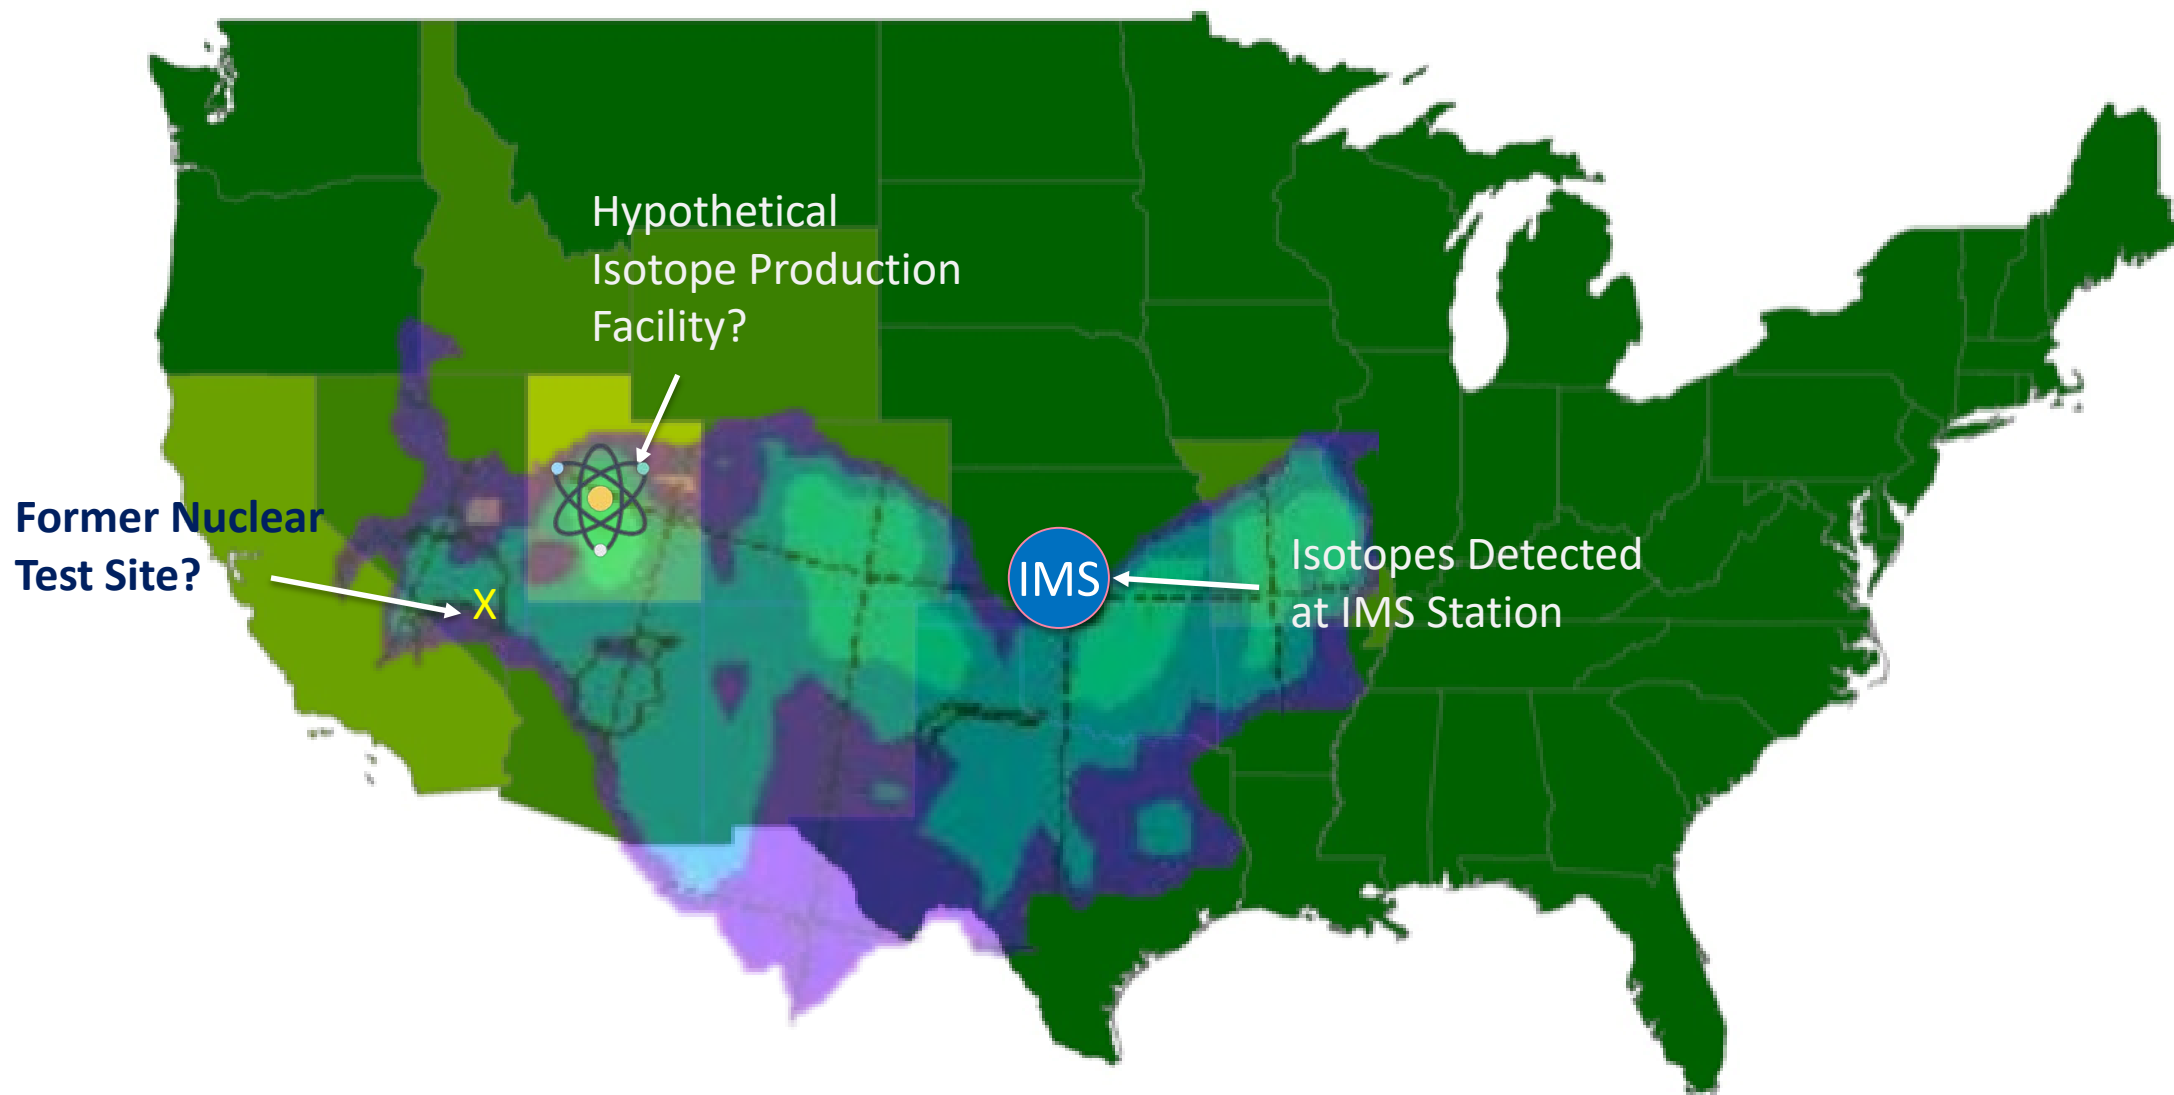 Hypothetical
Isotope Production
Facility?
Former Nuclear
Test Site?
X
IMS
Isotopes Detected
at IMS Station